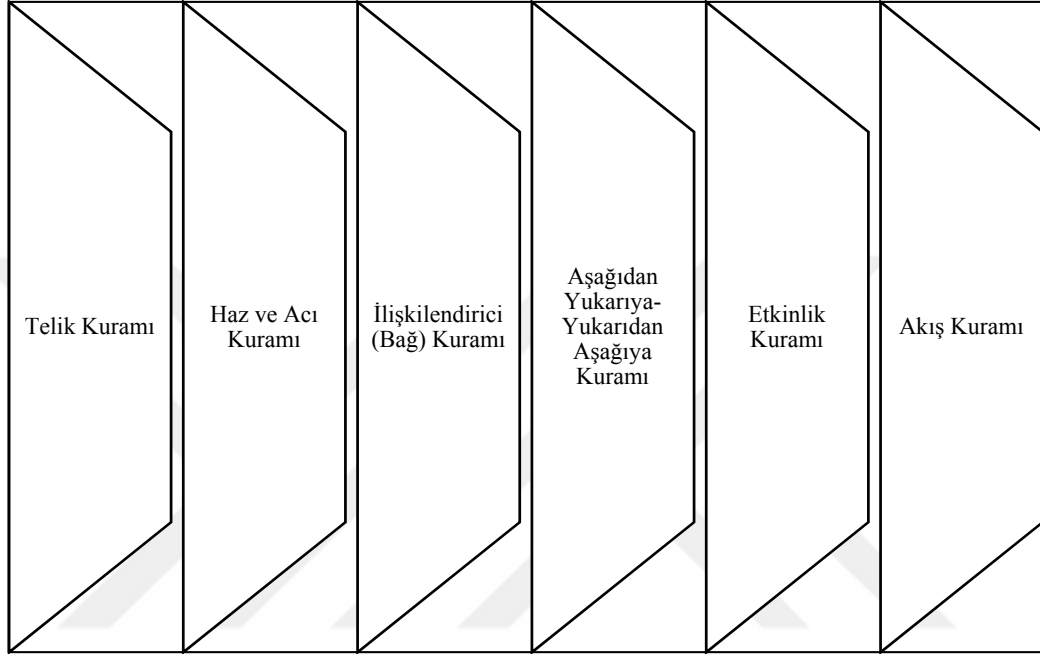 Telik Kuramı
Haz ve Acı
Kuramı
İlişkilendirici
(Bağ) Kuramı
Aşağıdan
Yukarıya-
Yukarıdan
Aşağıya
Kuramı
Etkinlik
Kuramı
Akış Kuramı